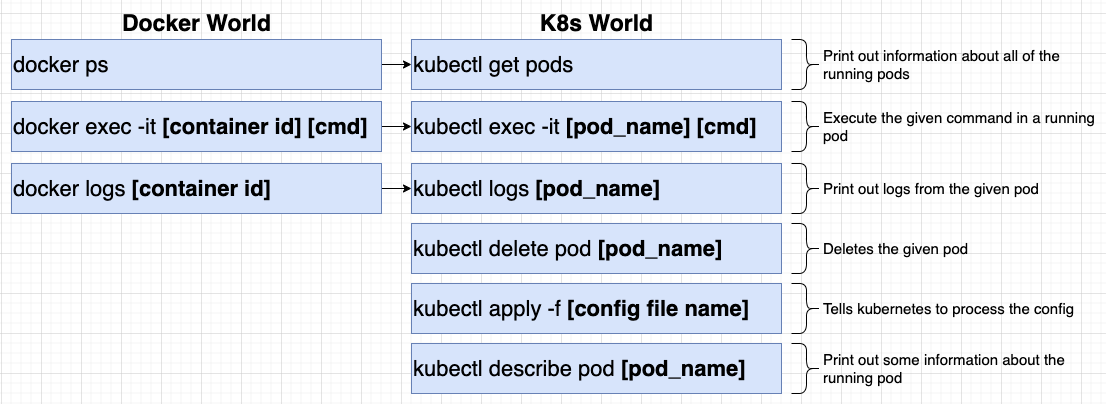 Docker World
K8s World
docker ps
kubectl get pods
Print out information about all of the
running pods
docker exec -it [container id] [cmd]
kubectl exec -it [pod_name] [cmd]
Execute the given command in a running
pod
docker logs [container id]
kubectl logs [pod_name]
Print out logs from the given pod
kubectl delete pod [pod_name]
Deletes the given pod
kubectl apply -f [config file name]
Tells kubernetes to process the config
kubectl describe pod [pod_name]
Print out some information about the
running pod